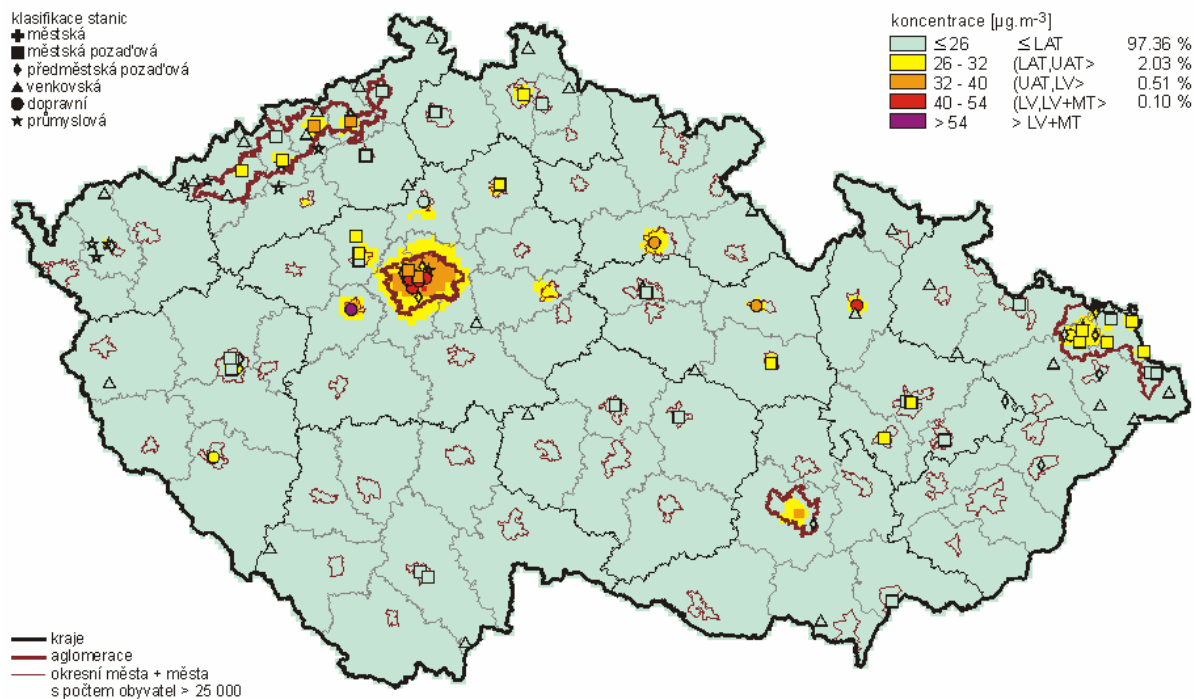 klasifikace stanic
městská
městská pozaďová
předměstská pozaďová
venkovská
dopravní
průmyslová
koncentrace [µg.m-3]
≤26 ≤LAT 97.36 %
26 - 32 (LAT,UAT> 2.03 %
32 - 40 (UAT,LV> 0.51 %
40 - 54 (LV,LV+MT> 0.10 %
> 54 > LV+MT
kraje
aglomerace
okresní města + města
s počtem obyvatel > 25 000